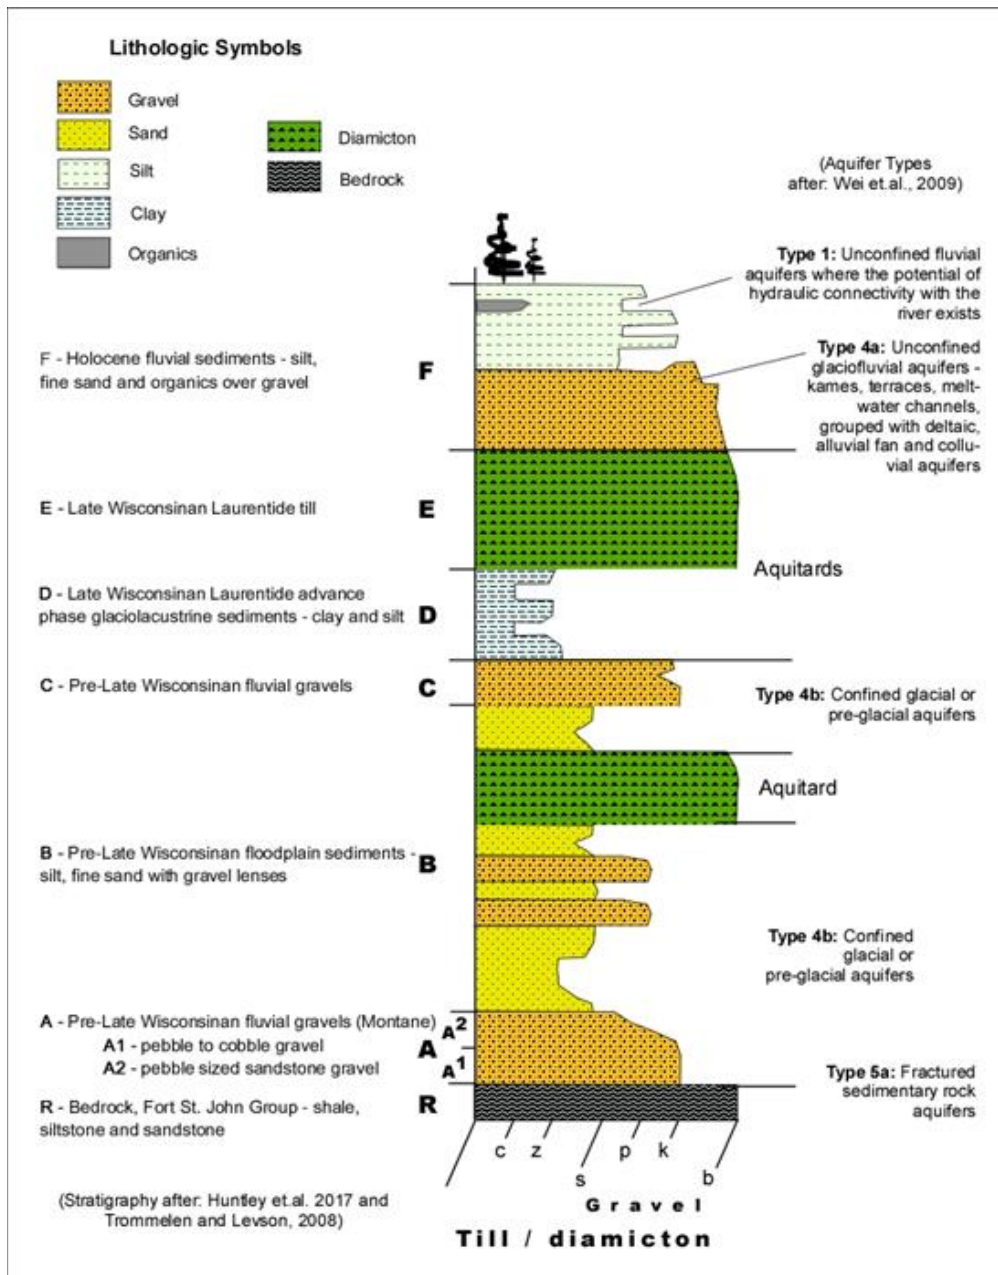 Lithologic Symbols
Gravel
Sand
Silt
Clay
Organics
Diamicton
Bedrock
(Aquifer Types
after: Wei et.al., 2009)
Type 1: Unconfined fluvial
aquifers where the potential of
hydraulic connectivity with the
river exists
F - Holocene fluvial sediments - silt,
fine sand and organics over gravel
F
Type 4a: Unconfined
glaciofluvial aquifers -
kames, terraces, melt-
water channels,
grouped with deltaic,
alluvial fan and collu-
vial aquifers
E - Late Wisconsinan Laurentide till
E
Aquitards
D - Late Wisconsinan Laurentide advance
phase glaciolacustrine sediments - clay and silt
D
C - Pre-Late Wisconsinan fluvial gravels
C
Type 4b: Confined glacial or
pre-glacial aquifers
Aquitard
B - Pre-Late Wisconsinan floodplain sediments -
silt, fine sand with gravel lenses
B
Type 4b: Confined
glacial or
pre-glacial aquifers
A - Pre-Late Wisconsinan fluvial gravels (Montane)
A1 - pebble to cobble gravel
A2 - pebble sized sandstone gravel
A2
A
A1
Type 5a: Fractured
sedimentary rock
aquifers
R - Bedrock, Fort St. John Group - shale,
siltstone and sandstone
R
c z s p k b
Gravel
Till / diamicton
(Stratigraphy after: Huntley et.al. 2017 and
Trommelen and Levson, 2008)